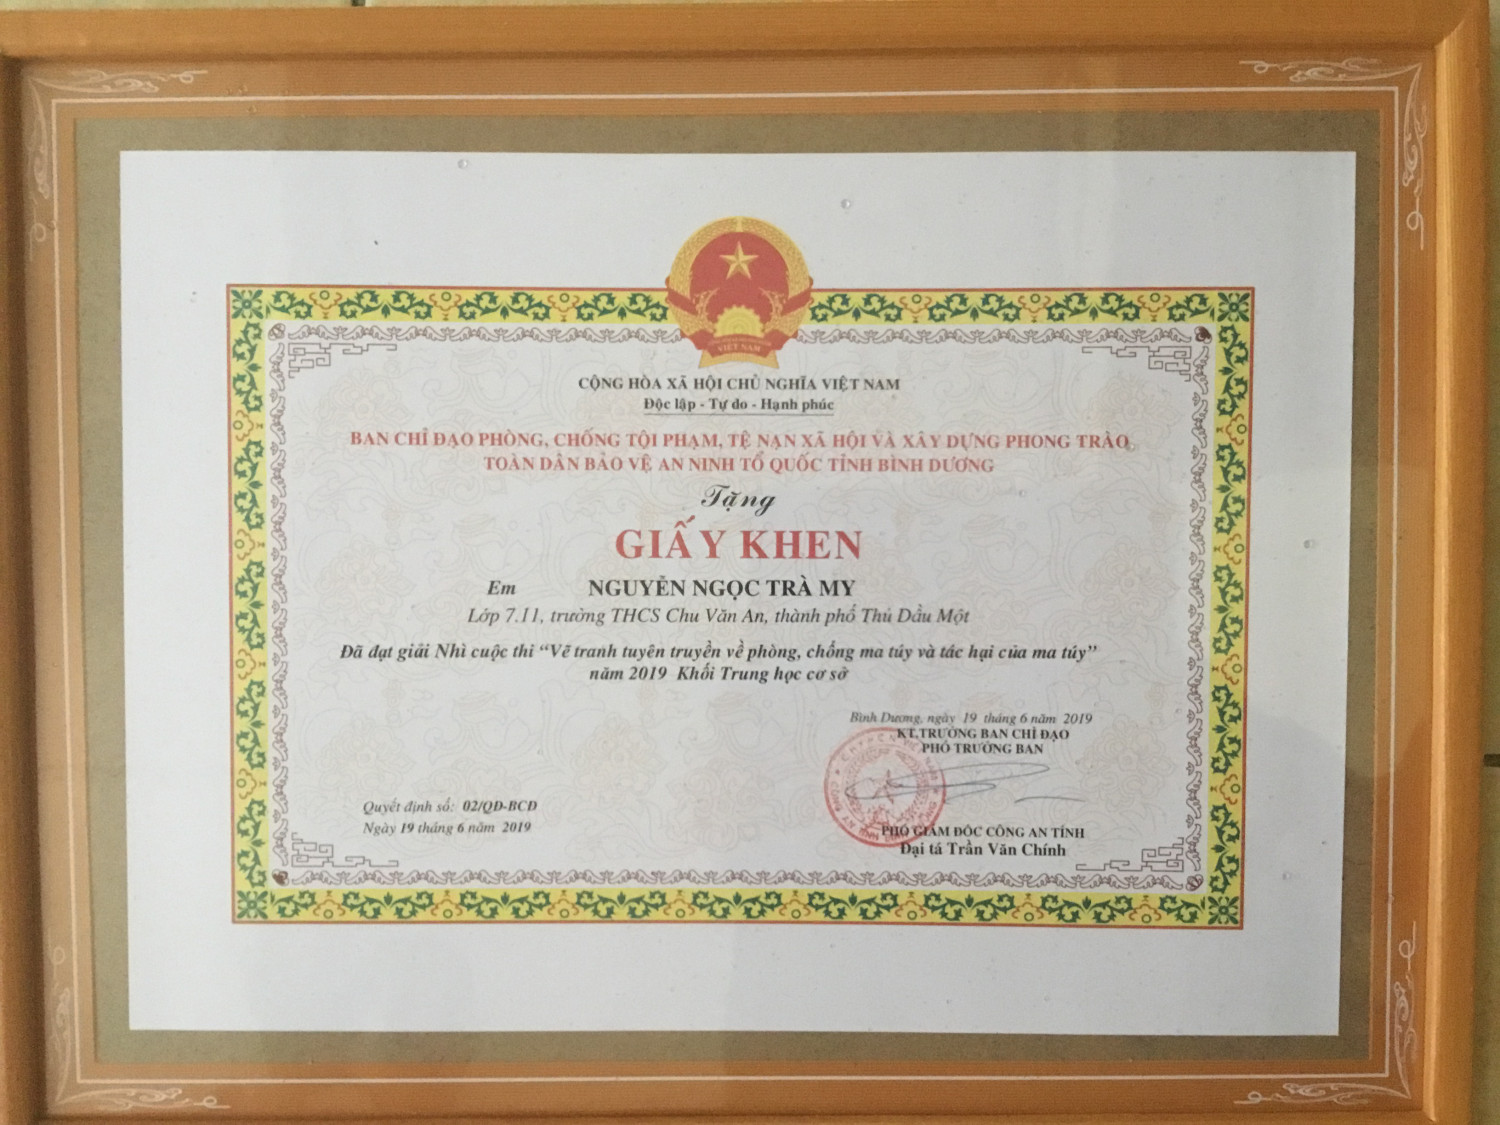 VIỆT NAM
CỘNG HÒA XÃ HỘI CHỦ NGHĨA VIỆT NAM
Độc lập - Tự do - Hạnh phúc
BAN CHỈ ĐẠO PHÒNG, CHỐNG TỘI PHẠM, TỆ NẠN XÃ HỘI VÀ XÂY DỰNG PHONG TRÀO
TOÀN DÂN BẢO VỆ AN NINH TỔ QUỐC TỈNH BÌNH DƯƠNG
Tặng
GIẤY KHEN
Em NGUYỄN NGỌC TRÀ MY
Lớp 7.11, trường THCS Chu Văn An, thành phố Thủ Dầu Một
Đã đạt giải Nhì cuộc thi “Vẽ tranh tuyên truyền về phòng, chống ma túy và tác hại của ma túy”
năm 2019 Khối Trung học cơ sở
Bình Dương, ngày 19 tháng 6 năm 2019
KT.TRƯỞNG BAN CHỈ ĐẠO
PHÓ TRƯỞNG BAN
PHÓ GIÁM ĐỐC CÔNG AN TỈNH
Đại tá Trần Văn Chính
Quyết định số: 02/QĐ-BCĐ
Ngày 19 tháng 6 năm 2019